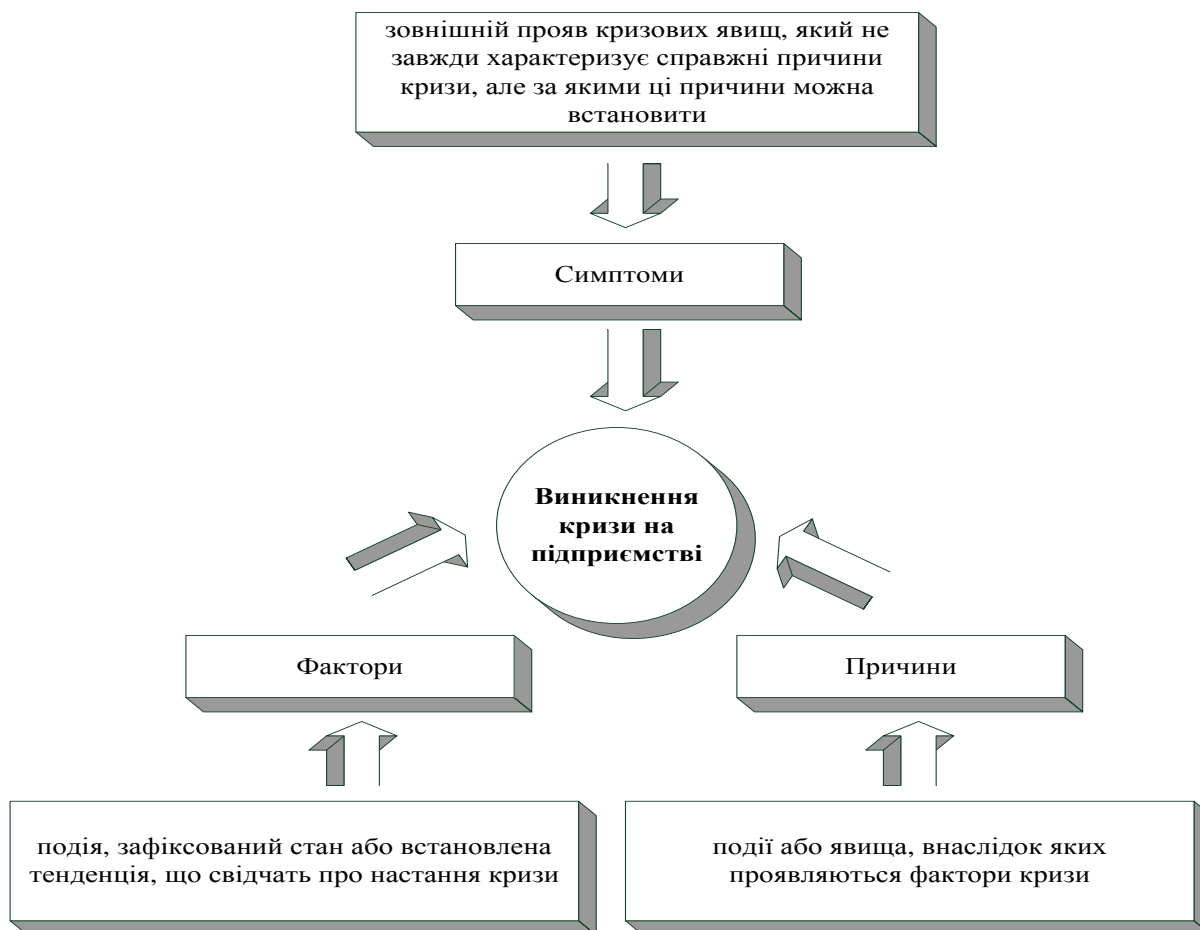 зовнішній прояв кризових явищ, який не
завжди характеризує справжні причини
кризи, але за якими ці причини можна
встановити
Симптоми
Виникнення
кризи на
підприємстві
Фактори
Причини
подія, зафіксований стан або встановлена
тенденція, що свідчать про настання кризи
події або явища, внаслідок яких
проявляються фактори кризи